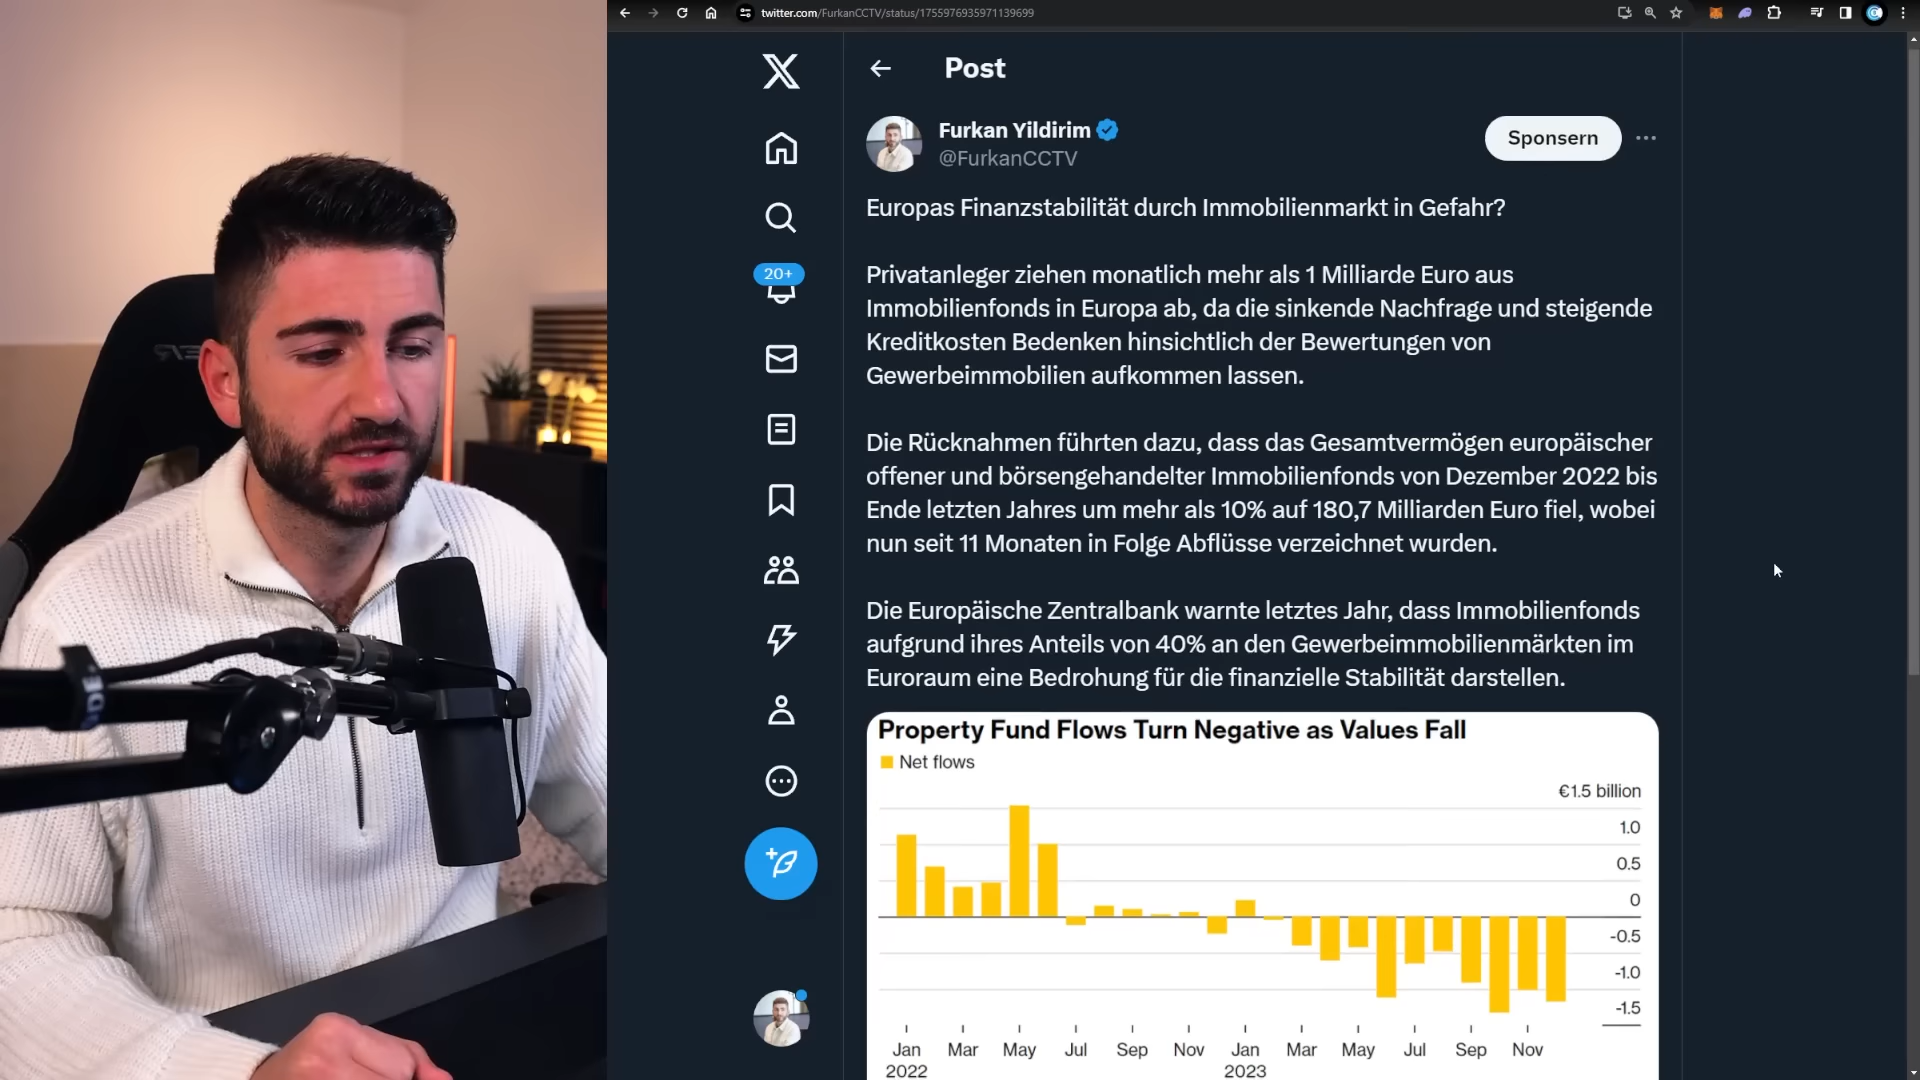 twitter.com/FurkanCCTV/status/1755976935971139699
Post
Furkan Yildirim
@FurkanCCTV
Sponsern
20+
Europas Finanzstabilität durch Immobilienmarkt in Gefahr?
Privatanleger ziehen monatlich mehr als 1 Milliarde Euro aus
Immobilienfonds in Europa ab, da die sinkende Nachfrage und steigende
Kreditkosten Bedenken hinsichtlich der Bewertungen von
Gewerbeimmobilien aufkommen lassen.
Die Rücknahmen führten dazu, dass das Gesamtvermögen europäischer
offener und börsengehandelter Immobilienfonds von Dezember 2022 bis
Ende letzten Jahres um mehr als 10% auf 180,7 Milliarden Euro fiel, wobei
nun seit 11 Monaten in Folge Abflüsse verzeichnet wurden.
Die Europäische Zentralbank warnte letztes Jahr, dass Immobilienfonds
aufgrund ihres Anteils von 40% an den Gewerbeimmobilienmärkten im
Euroraum eine Bedrohung für die finanzielle Stabilität darstellen.
Property Fund Flows Turn Negative as Values Fall
Net flows
€1.5 billion
1.0
0.5
0
-0.5
-1.0
-1.5
Jan Mar May Jul Sep Nov Jan Mar May Jul Sep Nov
2022 2023